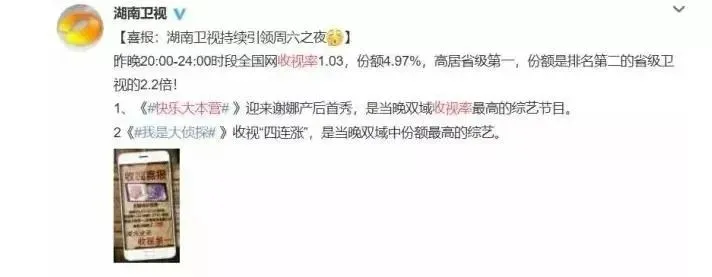 湖南卫视
【喜报：湖南卫视持续引领周六之夜】
昨晚20:00-24:00时段全国网收视率1.03，份额4.97%，高居省级第一，份额是排名第二的省级卫
视的2.2倍！
1、《#快乐大本营# 》迎来谢娜产后首秀，是当晚双域收视率最高的综艺节目。
2《#我是大侦探# 》收视“四连涨”，是当晚双域中份额最高的综艺。
收视喜报
收视第一